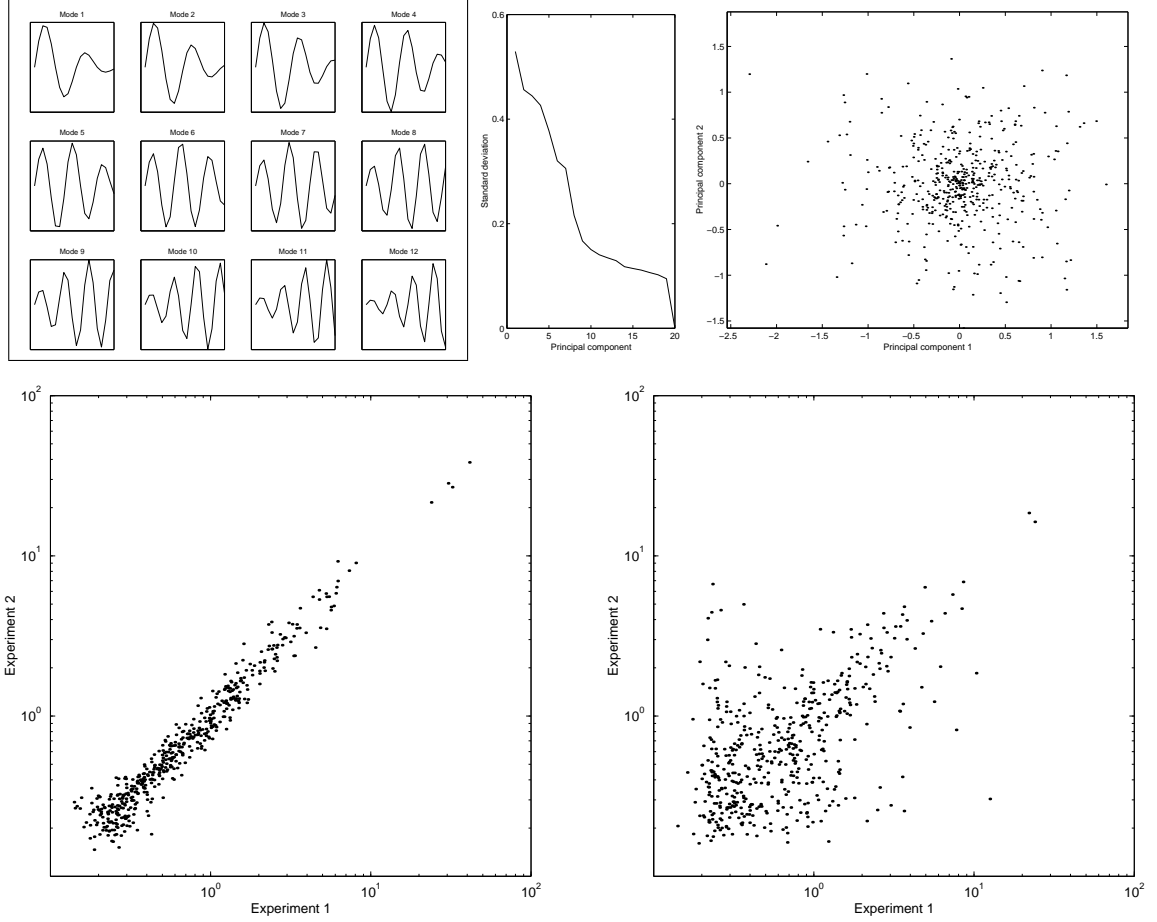 Mode 1
Mode 2
Mode 3
Mode 4
Mode 5
Mode 6
Mode 7
Mode 8
Mode 9
Mode 10
Mode 11
Mode 12
0.6
0.4
0.2
0
Standard deviation
0 5 10 15 20
Principal component
1.5
1
0.5
0
−0.5
−1
−1.5
Principal component 2
−2.5 −2 −1.5 −1 −0.5 0 0.5 1 1.5
Principal component 1
10^2
10^1
10^0
Experiment 2
10^0 10^1 10^2
Experiment 1
10^2
10^1
10^0
Experiment 2
10^0 10^1 10^2
Experiment 1